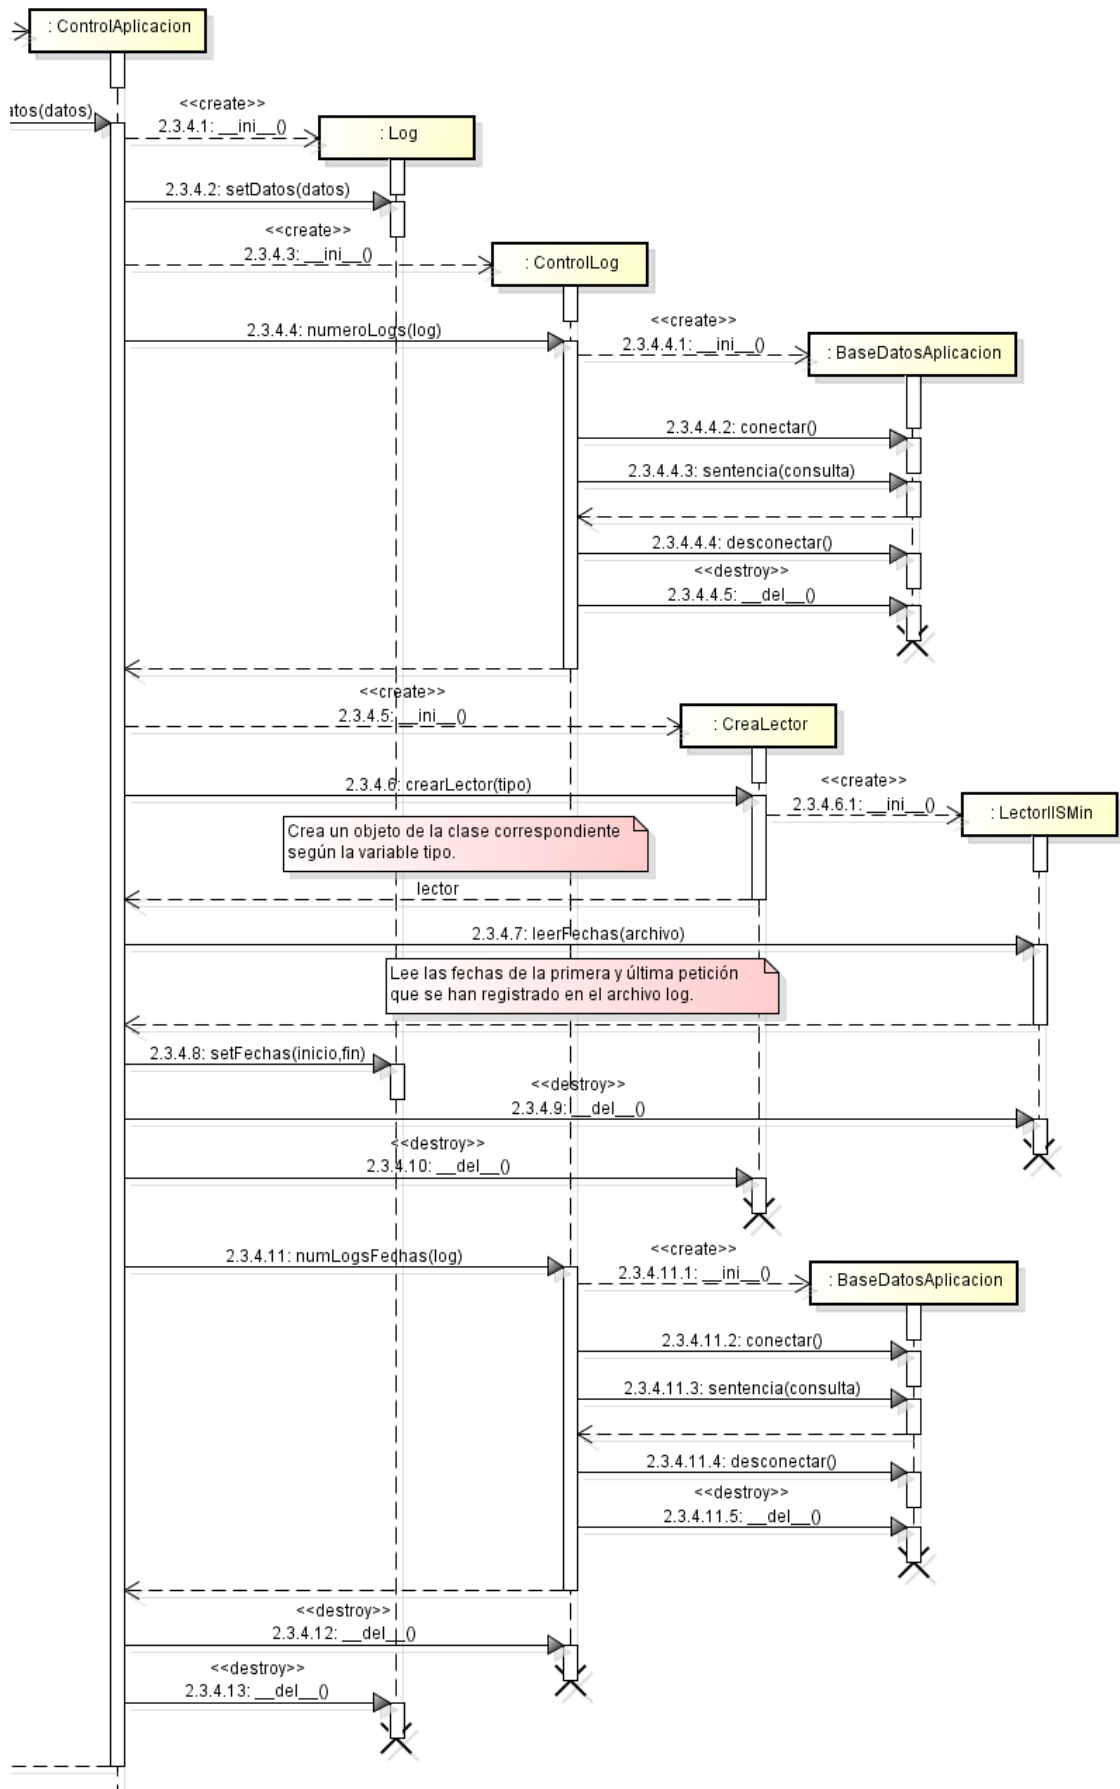 : ControlAplicacion
atos(datos)
<<create>>
2.3.4.1: __ini__()
: Log
2.3.4.2: setDatos(datos)
<<create>>
2.3.4.3: __ini__()
: ControlLog
2.3.4.4: numeroLogs(log)
<<create>>
2.3.4.4.1: __ini__()
: BaseDatosAplicacion
2.3.4.4.2: conectar()
2.3.4.4.3: sentencia(consulta)
2.3.4.4.4: desconectar()
<<destroy>>
2.3.4.4.5: __del__()
<<create>>
2.3.4.5: __ini__()
: CreaLector
2.3.4.6: crearLector(tipo)
<<create>>
2.3.4.6.1: __ini__()
: LectorIISMin
Crea un objeto de la clase correspondiente
según la variable tipo.
lector
2.3.4.7: leerFechas(archivo)
Lee las fechas de la primera y última petición
que se han registrado en el archivo log.
2.3.4.8: setFechas(inicio,fin)
<<destroy>>
2.3.4.9: __del__()
<<destroy>>
2.3.4.10: __del__()
2.3.4.11: numLogsFechas(log)
<<create>>
2.3.4.11.1: __ini__()
: BaseDatosAplicacion
2.3.4.11.2: conectar()
2.3.4.11.3: sentencia(consulta)
2.3.4.11.4: desconectar()
<<destroy>>
2.3.4.11.5: __del__()
<<destroy>>
2.3.4.12: __del__()
<<destroy>>
2.3.4.13: __del__()